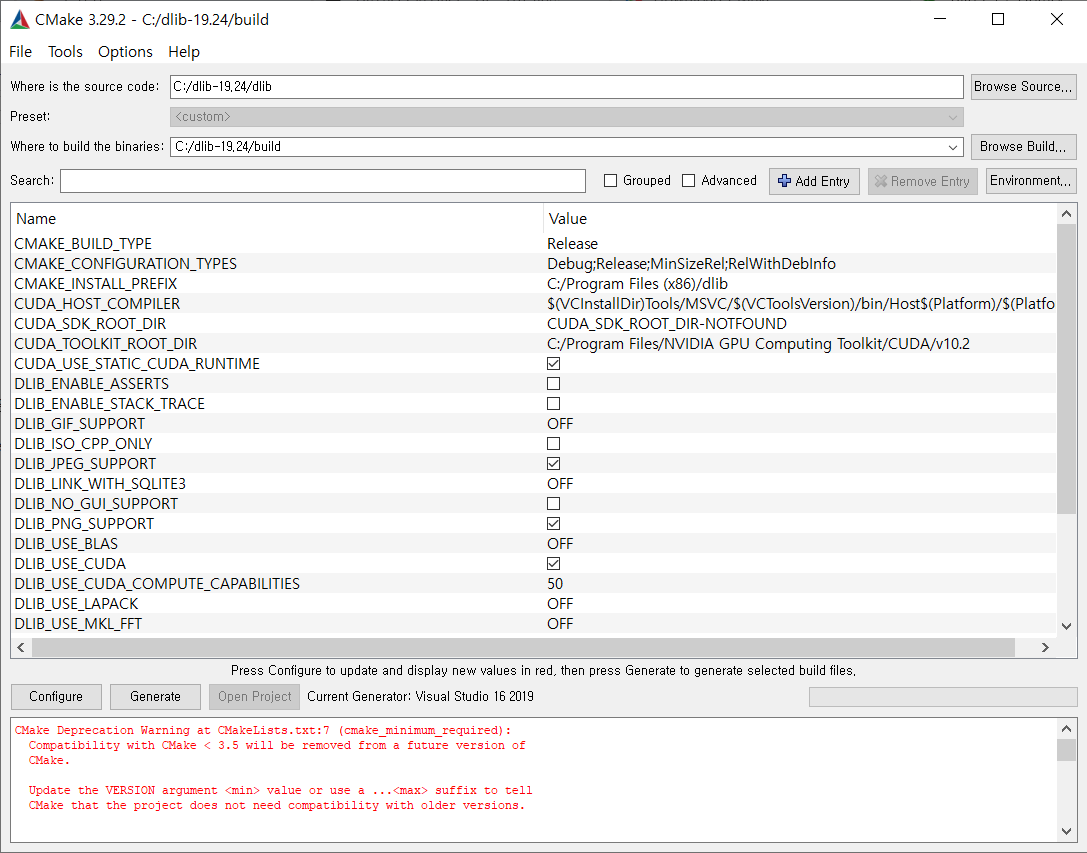 CMake 3.29.2 - C:/dlib-19.24/build
File Tools Options Help
Where is the source code: C:/dlib-19.24/dlib Browse Source...
Preset: <custom>
Where to build the binaries: C:/dlib-19.24/build Browse Build...
Search: Grouped Advanced Add Entry Remove Entry Environment...
Name Value
CMAKE_BUILD_TYPE Release
CMAKE_CONFIGURATION_TYPES Debug;Release;MinSizeRel;RelWithDebInfo
CMAKE_INSTALL_PREFIX C:/Program Files (x86)/dlib
CUDA_HOST_COMPILER $(VCInstallDir)Tools/MSVC/$(VCToolsVersion)/bin/Host$(Platform)/$(Platfo
CUDA_SDK_ROOT_DIR CUDA_SDK_ROOT_DIR-NOTFOUND
CUDA_TOOLKIT_ROOT_DIR C:/Program Files/NVIDIA GPU Computing Toolkit/CUDA/v10.2
CUDA_USE_STATIC_CUDA_RUNTIME
DLIB_ENABLE_ASSERTS
DLIB_ENABLE_STACK_TRACE
DLIB_GIF_SUPPORT OFF
DLIB_ISO_CPP_ONLY
DLIB_JPEG_SUPPORT
DLIB_LINK_WITH_SQLITE3 OFF
DLIB_NO_GUI_SUPPORT
DLIB_PNG_SUPPORT
DLIB_USE_BLAS OFF
DLIB_USE_CUDA
DLIB_USE_CUDA_COMPUTE_CAPABILITIES 50
DLIB_USE_LAPACK OFF
DLIB_USE_MKL_FFT OFF
Press Configure to update and display new values in red, then press Generate to generate selected build files.
Configure Generate Open Project Current Generator: Visual Studio 16 2019
CMake Deprecation Warning at CMakeLists.txt:7 (cmake_minimum_required):
Compatibility with CMake < 3.5 will be removed from a future version of
CMake.
Update the VERSION argument <min> value or use a ...<max> suffix to tell
CMake that the project does not need compatibility with older versions.